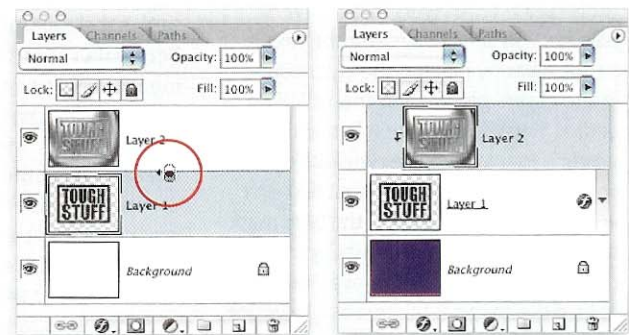 Layers Channels Paths
Normal Opacity: 100%
Lock: Fill: 100%
TOUGH STUFF Layer 2
TOUGH STUFF Layer 1
Background
Layers Channels Paths
Normal Opacity: 100%
Lock: Fill: 100%
TOUGH STUFF Layer 2
TOUGH STUFF Layer 1
Background